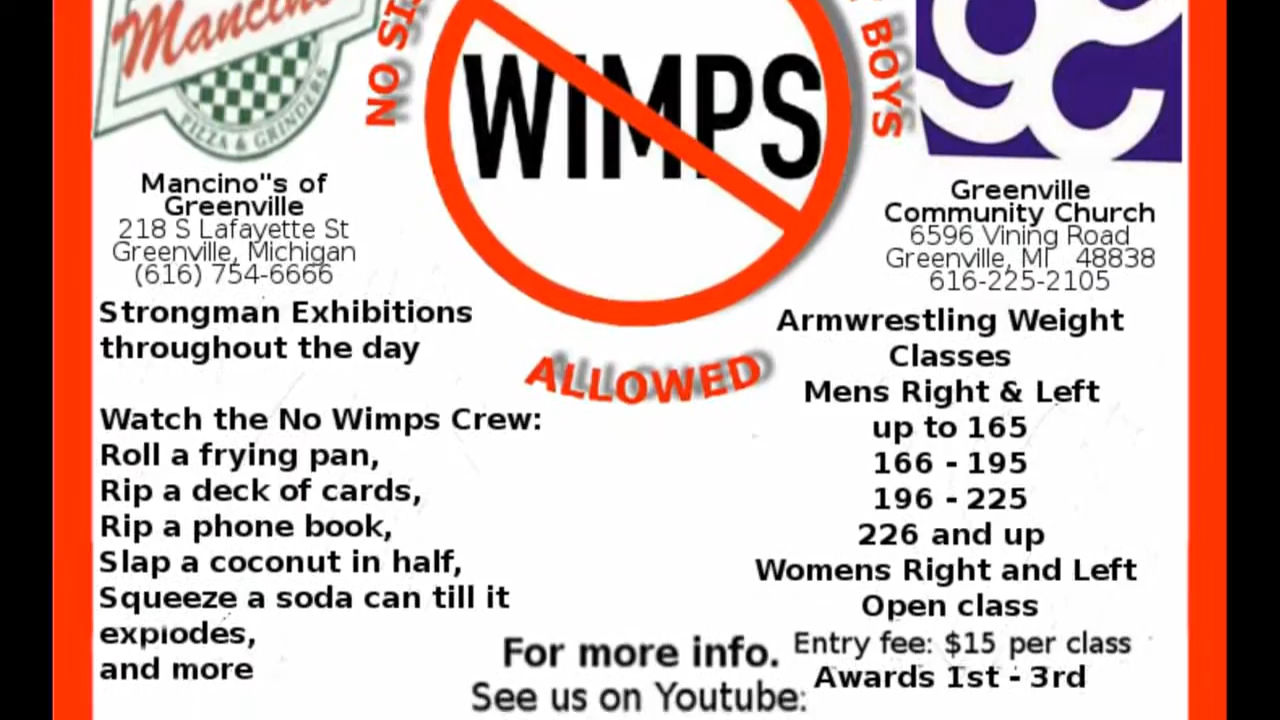 Mancino
PIZZA & GRINDERS
NO SIS
WIMPS
BOYS
ALLOWED
gcc
Mancino"s of
Greenville
218 S Lafayette St
Greenville, Michigan
(616) 754-6666
Greenville
Community Church
6596 Vining Road
Greenville, MI 48838
616-225-2105
Strongman Exhibitions
throughout the day
Watch the No Wimps Crew:
Roll a frying pan,
Rip a deck of cards,
Rip a phone book,
Slap a coconut in half,
Squeeze a soda can till it
explodes,
and more
Armwrestling Weight
Classes
Mens Right & Left
up to 165
166 - 195
196 - 225
226 and up
Womens Right and Left
Open class
Entry fee: $15 per class
Awards 1st - 3rd
For more info.
See us on Youtube: